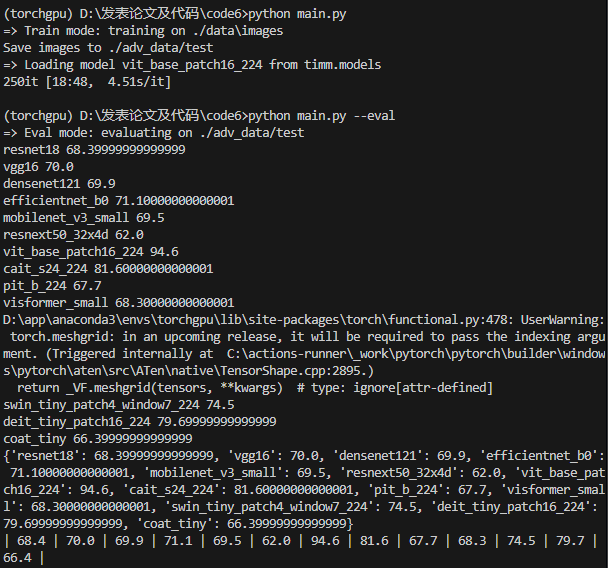 (torchgpu) D:\发表论文及代码\code6>python main.py
=> Train mode: training on ./data\images
Save images to ./adv_data/test
=> Loading model vit_base_patch16_224 from timm.models
250it [18:48,  4.51s/it]
(torchgpu) D:\发表论文及代码\code6>python main.py --eval
=> Eval mode: evaluating on ./adv_data/test
resnet18 68.39999999999999
vgg16 70.0
densenet121 69.9
efficientnet_b0 71.10000000000001
mobilenet_v3_small 69.5
resnext50_32x4d 62.0
vit_base_patch16_224 94.6
cait_s24_224 81.60000000000001
pit_b_224 67.7
visformer_small 68.30000000000001
D:\app\anaconda3\envs\torchgpu\lib\site-packages\torch\functional.py:478: UserWarning:
 torch.meshgrid: in an upcoming release, it will be required to pass the indexing argu
ment. (Triggered internally at  C:\actions-runner\_work\pytorch\pytorch\builder\window
s\pytorch\aten\src\ATen\native\TensorShape.cpp:2895.)
  return _VF.meshgrid(tensors, **kwargs)  # type: ignore[attr-defined]
swin_tiny_patch4_window7_224 74.5
deit_tiny_patch16_224 79.69999999999999
coat_tiny 66.39999999999999
{'resnet18': 68.39999999999999, 'vgg16': 70.0, 'densenet121': 69.9, 'efficientnet_b0':
 71.10000000000001, 'mobilenet_v3_small': 69.5, 'resnext50_32x4d': 62.0, 'vit_base_pat
ch16_224': 94.6, 'cait_s24_224': 81.60000000000001, 'pit_b_224': 67.7, 'visformer_smal
l': 68.30000000000001, 'swin_tiny_patch4_window7_224': 74.5, 'deit_tiny_patch16_224':
79.69999999999999, 'coat_tiny': 66.39999999999999}
| 68.4 | 70.0 | 69.9 | 71.1 | 69.5 | 62.0 | 94.6 | 81.6 | 67.7 | 68.3 | 74.5 | 79.7 |
66.4 |